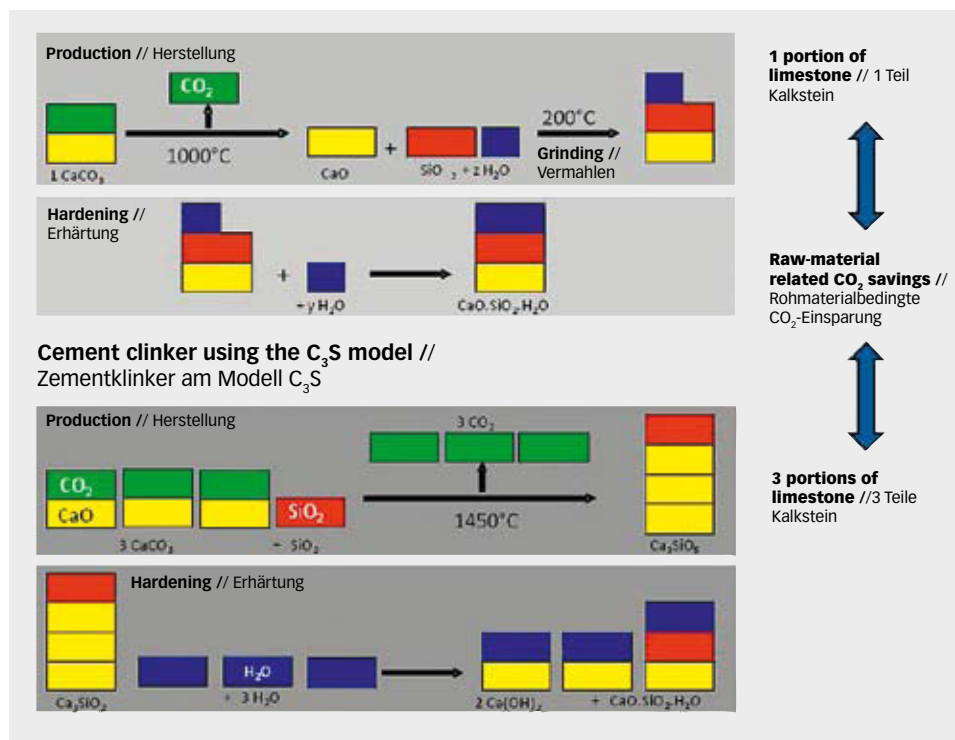 Production // Herstellung
CO₂
1000°C
1 CaCO₃
CaO
+
SiO₂ + z H₂O
200°C
Grinding //
Vermahlen
Hardening //
Erhärtung
+
+y H₂O
CaO.SiO₂.H₂O
1 portion of
limestone // 1 Teil
Kalkstein
Raw-material
related CO₂ savings //
Rohmaterialbedingte
CO₂-Einsparung
3 portions of
limestone //3 Teile
Kalkstein
Cement clinker using the C₃S model //
Zementklinker am Modell C₃S
Production // Herstellung
CO₂
CaO
3 CaCO₃
SiO₂
+ SiO₂
3 CO₂
1450°C
Ca₃SiO₅
Hardening // Erhärtung
Ca₃SiO₂
H₂O
+ 3 H₂O
2 Ca(OH)₂
+ CaO.SiO₂.H₂O